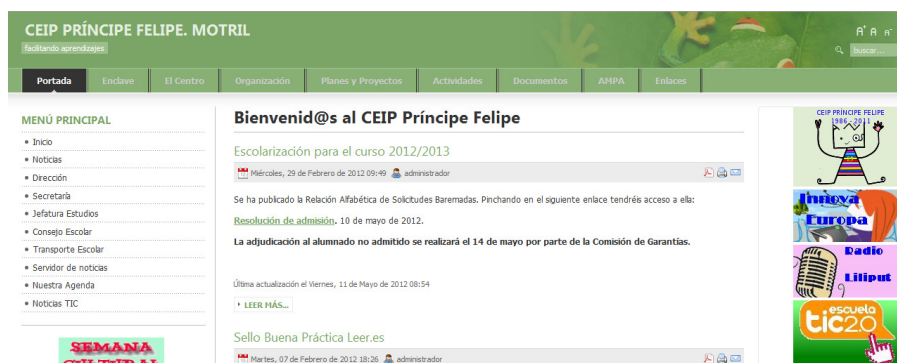 CEIP PRÍNCIPE FELIPE. MOTRIL
facilitando aprendizajes
A+ A A-
buscar...
Portada Enclave El Centro Organización Planes y Proyectos Actividades Documentos AMPA Enlaces
MENÚ PRINCIPAL
Inicio
Noticias
Dirección
Secretaría
Jefatura Estudios
Consejo Escolar
Transporte Escolar
Servidor de noticias
Nuestra Agenda
Noticias TIC
SEMANA
CULTURAL
Bienvenid@s al CEIP Príncipe Felipe
Escolarización para el curso 2012/2013
Miércoles, 29 de Febrero de 2012 09:49 administrador
Se ha publicado la Relación Alfabética de Solicitudes Baremadas. Pinchando en el siguiente enlace tendréis acceso a ella:
Resolución de admisión, 10 de mayo de 2012.
La adjudicación al alumnado no admitido se realizará el 14 de mayo por parte de la Comisión de Garantías.
Última actualización el Viernes, 11 de Mayo de 2012 08:54
LEER MÁS...
Sello Buena Práctica Leer.es
Martes, 07 de Febrero de 2012 18:26 administrador
CEIP PRÍNCIPE FELIPE
1986 - 2011
Innova
Europa
Radio
Liliput
escuela
tic2.0